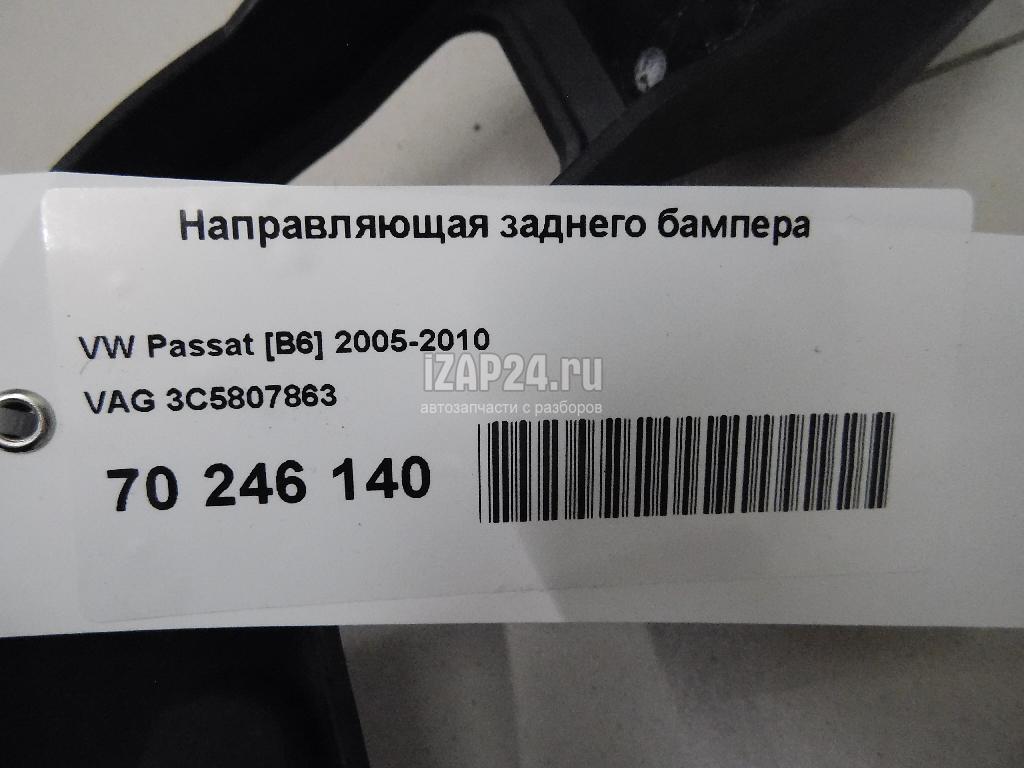 Направляющая заднего бампера
VW Passat [B6] 2005-2010
iZAP24.ru
VAG 3C5807863
автозапчасти с разборов
70 246 140